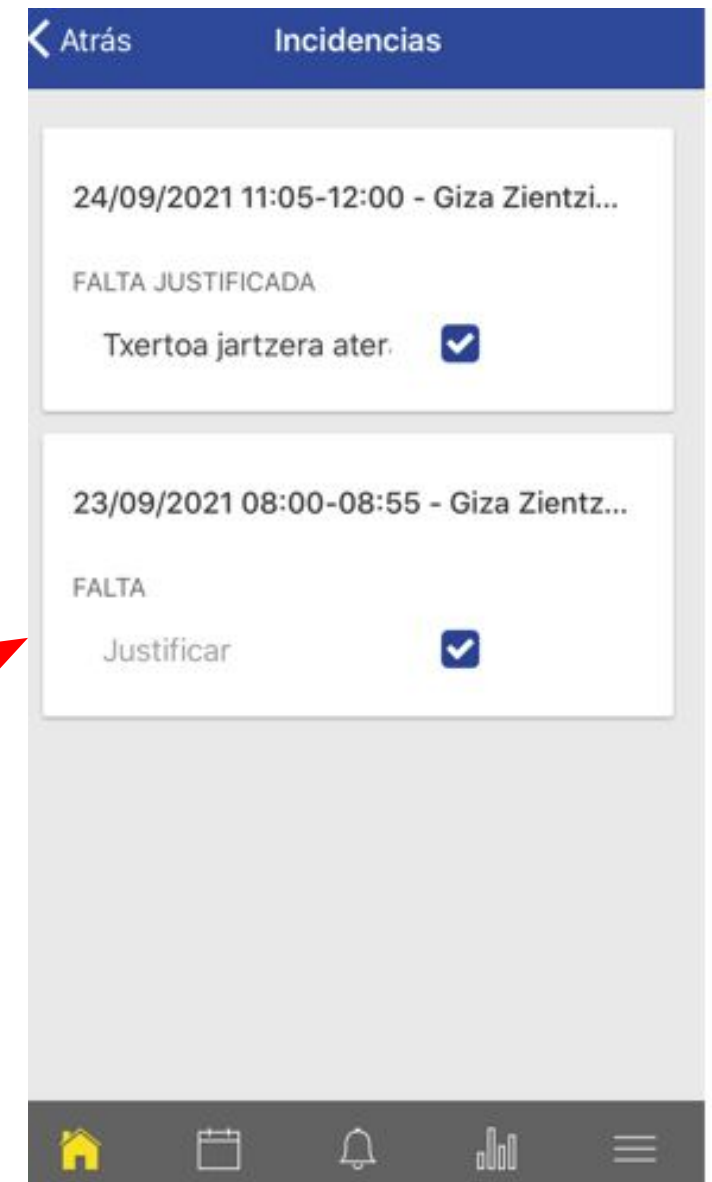 Atrás Incidencias
24/09/2021 11:05-12:00 - Giza Zientzi...
FALTA JUSTIFICADA
Txertoa jartzera ater
23/09/2021 08:00-08:55 - Giza Zientz...
FALTA
Justificar